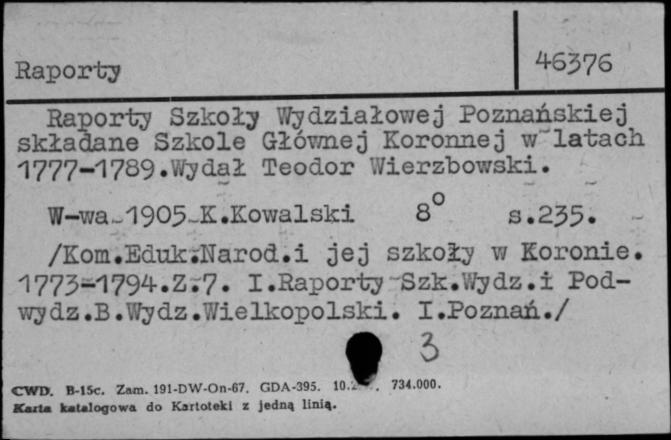 Raporty
46376
Raporty Szkoły Wydziałowej Poznańskiej
składane Szkole Głównej Koronnej w latach
1777-1789.Wydał Teodor Wierzbowski.
W-wa 1905 K.Kowalski 8° s.235.
/Kom.Eduk.Narod.i jej szkoły w Koronie.
1773-1794.Z.7. I.Raporty Szk.Wydz.i Pod-
wydz.B.Wydz.Wielkopolski. I.Poznań./
3
CWD. B-15c. Zam. 191-DW-On-67. GDA-395. 734.000.
Karta katalogowa do Kartoteki z jedną linią.